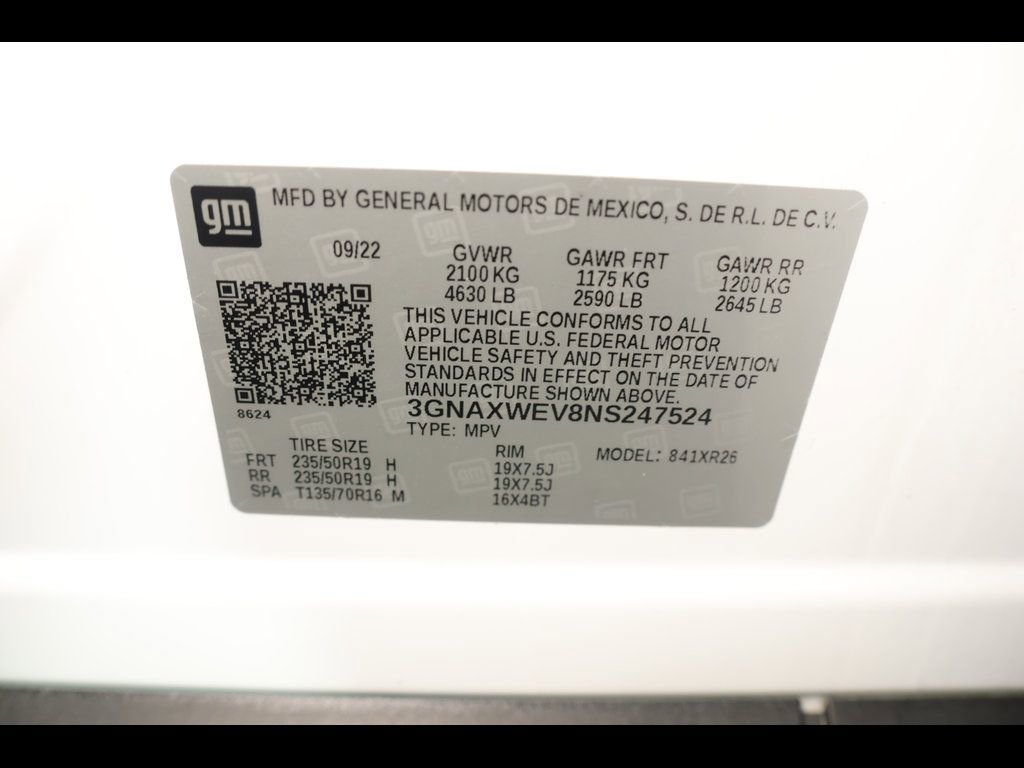 gm
MFD BY GENERAL MOTORS DE MEXICO, S. DE R.L. DE C.V.
09/22 GVWR GAWR FRT GAWR RR
2100 KG 1175 KG 1200 KG
4630 LB 2590 LB 2645 LB
THIS VEHICLE CONFORMS TO ALL
APPLICABLE U.S. FEDERAL MOTOR
VEHICLE SAFETY AND THEFT PREVENTION
STANDARDS IN EFFECT ON THE DATE OF
MANUFACTURE SHOWN ABOVE.
8624
3GNAXWEV8NS247524
TYPE: MPV
TIRE SIZE RIM MODEL: 841XR26
FRT 235/50R19 H 19X7.5J
RR 235/50R19 H 19X7.5J
SPA T135/70R16 M 16X4BT